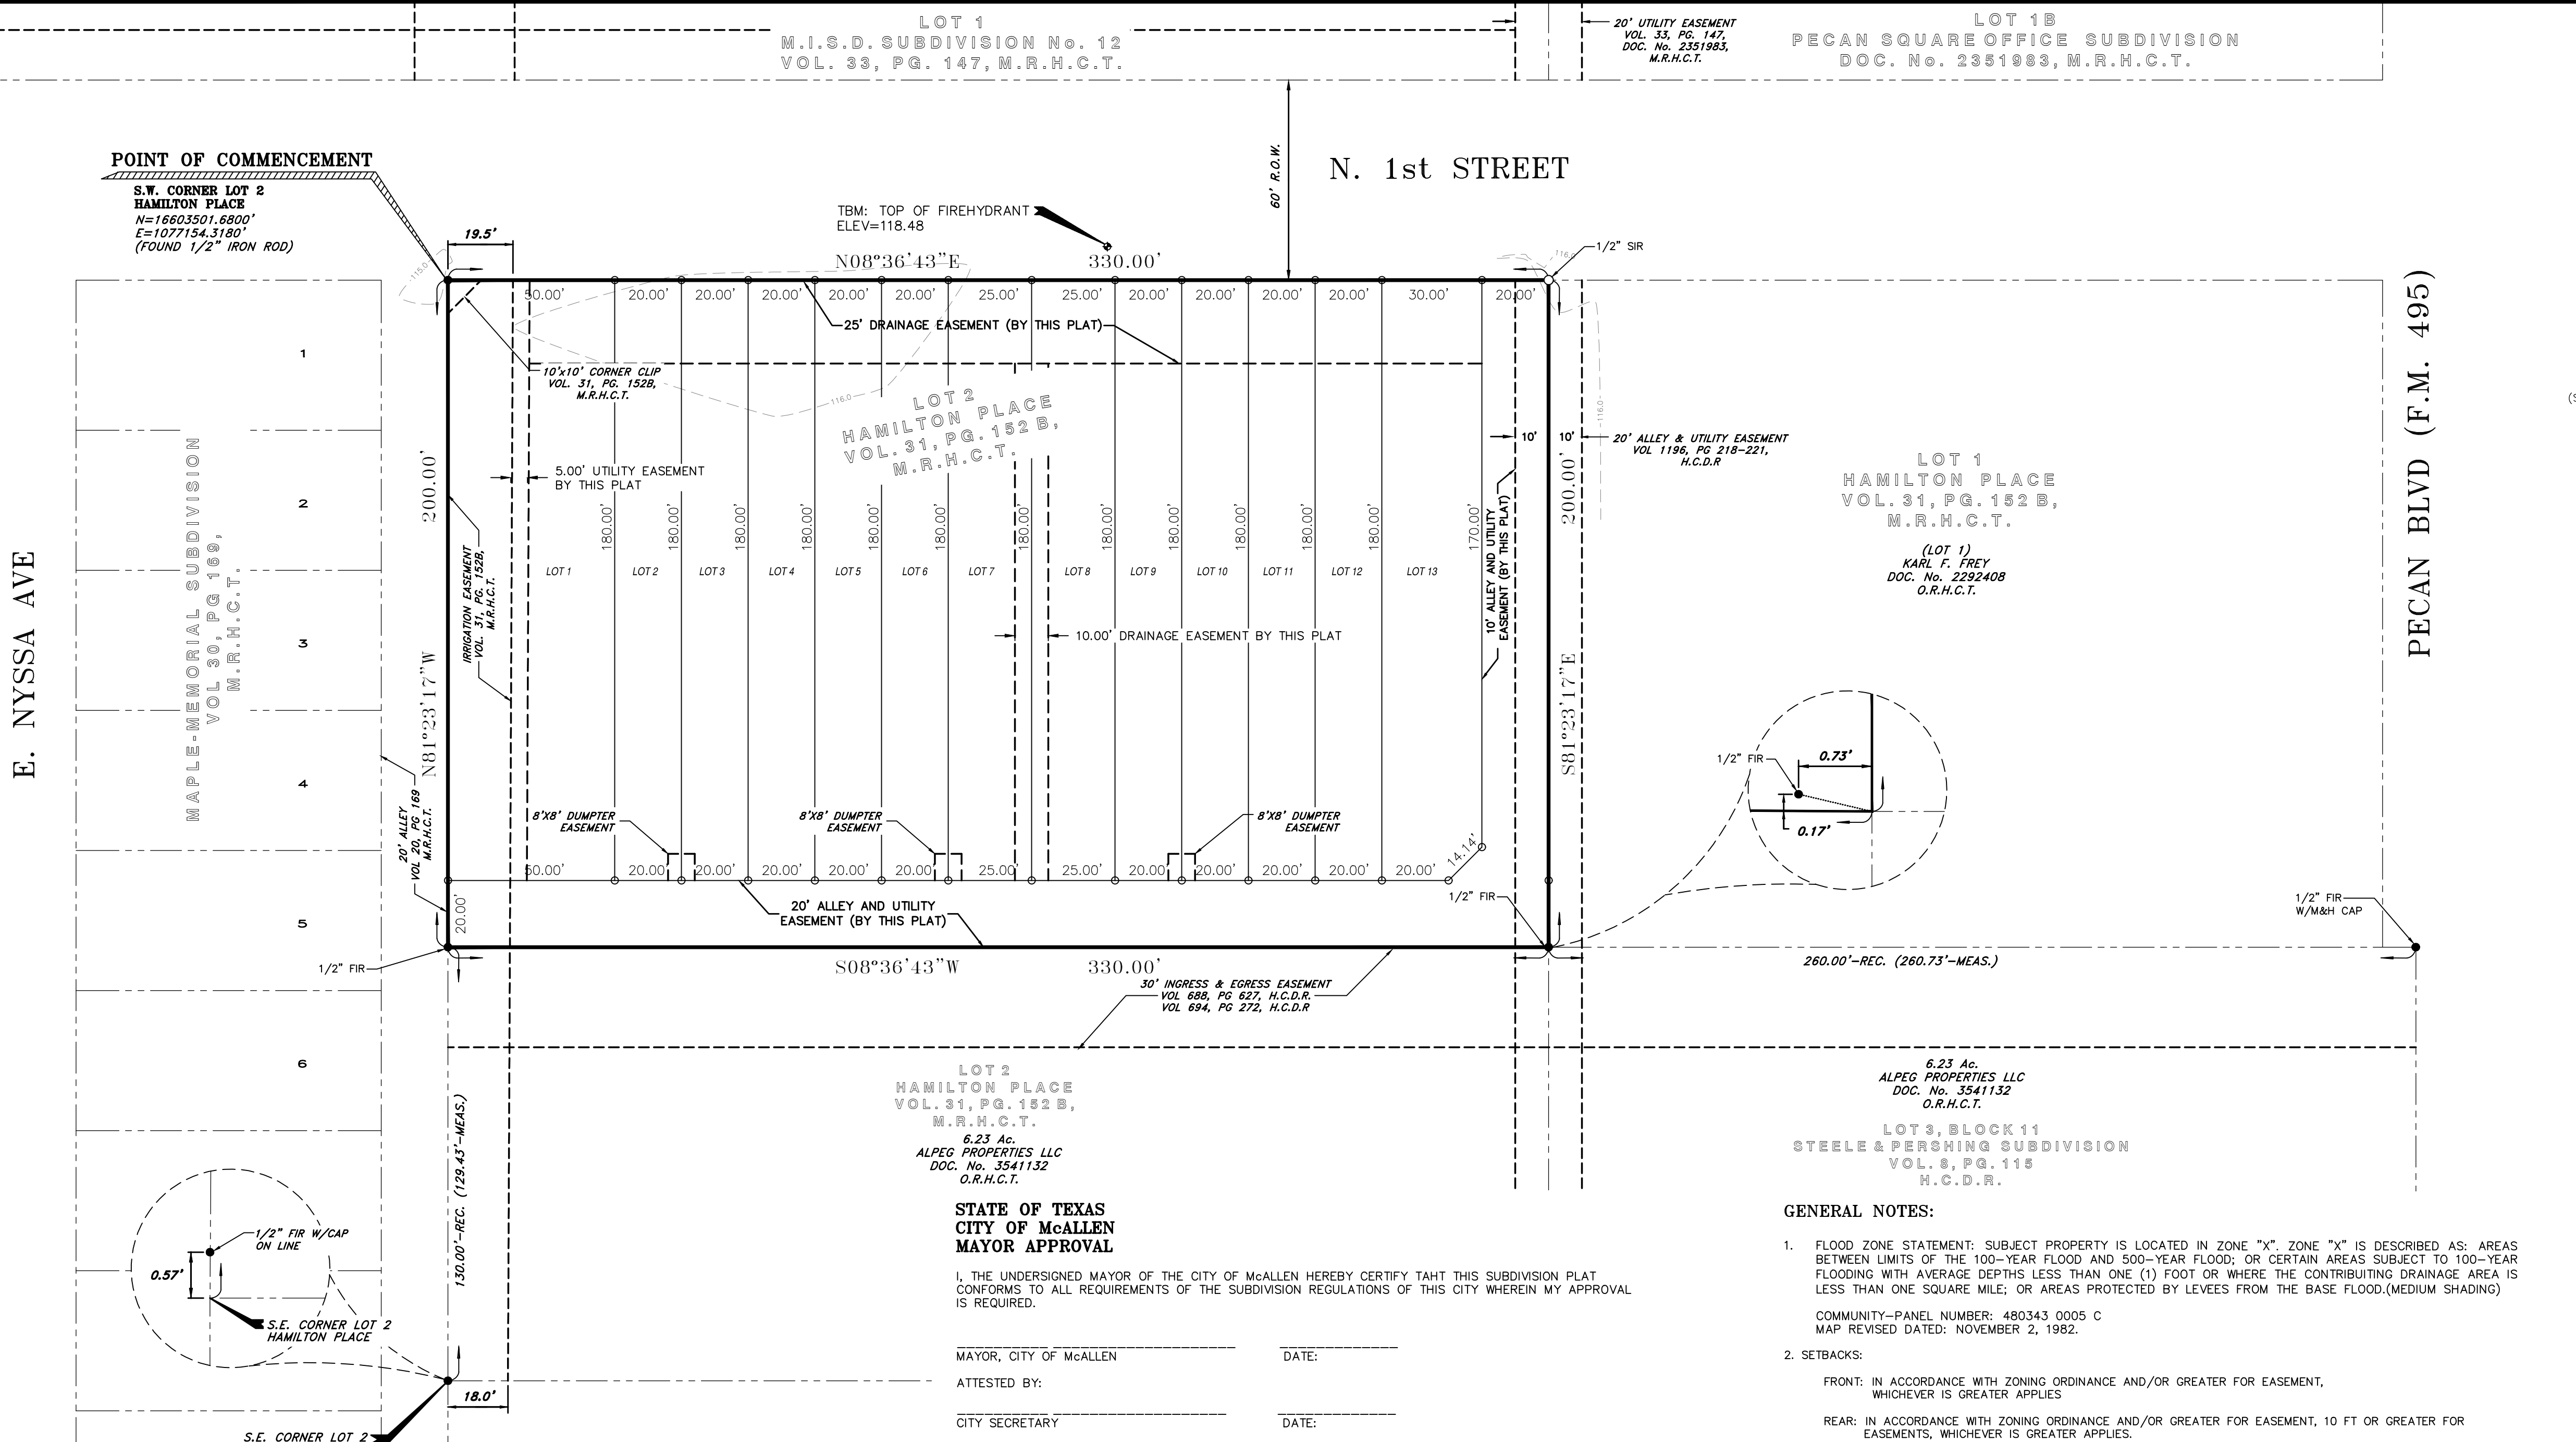 LOT 1
M.I.S.D. SUBDIVISION No. 12
VOL. 33, PG. 147, M.R.H.C.T.
20' UTILITY EASEMENT
VOL. 33, PG. 147,
DOC. No. 2351983,
M.R.H.C.T.
LOT 1B
PECAN SQUARE OFFICE SUBDIVISION
DOC. No. 2351983, M.R.H.C.T.
POINT OF COMMENCEMENT
S.W. CORNER LOT 2
HAMILTON PLACE
N=16603501.6800'
E=1077154.3180'
(FOUND 1/2" IRON ROD)
19.5'
TBM: TOP OF FIREHYDRANT
ELEV=118.48
60' R.O.W.
N. 1st STREET
1/2" SIR
115.0
116.0
N08°36'43"E 330.00'
50.00' 20.00' 20.00' 20.00' 20.00' 20.00' 25.00' 25.00' 20.00' 20.00' 20.00' 20.00' 30.00' 20.00'
25' DRAINAGE EASEMENT (BY THIS PLAT)
10'x10' CORNER CLIP
VOL. 31, PG. 152B,
M.R.H.C.T.
116.0
LOT 2
HAMILTON PLACE
VOL. 31, PG. 152 B,
M.R.H.C.T.
116.0
10' 10'
20' ALLEY & UTILITY EASEMENT
VOL 1196, PG 218-221,
H.C.D.R
LOT 1
HAMILTON PLACE
VOL. 31, PG. 152 B,
M.R.H.C.T.
(LOT 1)
KARL F. FREY
DOC. No. 2292408
O.R.H.C.T.
PECAN BLVD (F.M. 495)
(S
E. NYSSA AVE
MAPLE-MEMORIAL SUBDIVISION
VOL 30, PG 169,
M.R.H.C.T.
1
2
3
4
5
6
200.00'
N81°23'17"W
5.00' UTILITY EASEMENT
BY THIS PLAT
IRRIGATION EASEMENT
VOL. 31, PG. 152B,
M.R.H.C.T.
180.00' 180.00' 180.00' 180.00' 180.00' 180.00' 180.00' 180.00' 180.00' 180.00' 180.00' 180.00' 170.00'
LOT 1 LOT 2 LOT 3 LOT 4 LOT 5 LOT 6 LOT 7 LOT 8 LOT 9 LOT 10 LOT 11 LOT 12 LOT 13
10' ALLEY AND UTILITY
EASEMENT (BY THIS PLAT)
200.00'
S81°23'17"E
10.00' DRAINAGE EASEMENT BY THIS PLAT
20' ALLEY
VOL 20, PG 169
M.R.H.C.T.
8'X8' DUMPTER
EASEMENT
8'X8' DUMPTER
EASEMENT
8'X8' DUMPTER
EASEMENT
1/2" FIR
0.73'
0.17'
50.00' 20.00' 20.00' 20.00' 20.00' 20.00' 25.00' 25.00' 20.00' 20.00' 20.00' 20.00' 20.00' 14.14'
20.00'
20' ALLEY AND UTILITY
EASEMENT (BY THIS PLAT)
1/2" FIR
1/2" FIR
W/M&H CAP
1/2" FIR
S08°36'43"W 330.00'
260.00'-REC. (260.73'-MEAS.)
30' INGRESS & EGRESS EASEMENT
VOL 688, PG 627, H.C.D.R.
VOL 694, PG 272, H.C.D.R
LOT 2
HAMILTON PLACE
VOL. 31, PG. 152 B,
M.R.H.C.T.
6.23 Ac.
ALPEG PROPERTIES LLC
DOC. No. 3541132
O.R.H.C.T.
6.23 Ac.
ALPEG PROPERTIES LLC
DOC. No. 3541132
O.R.H.C.T.
LOT 3, BLOCK 11
STEELE & PERSHING SUBDIVISION
VOL. 8, PG. 115
H.C.D.R.
130.00'-REC. (129.43'-MEAS.)
1/2" FIR W/CAP
ON LINE
0.57'
S.E. CORNER LOT 2
HAMILTON PLACE
18.0'
S.E. CORNER LOT 2
STATE OF TEXAS
CITY OF McALLEN
MAYOR APPROVAL
I, THE UNDERSIGNED MAYOR OF THE CITY OF McALLEN HEREBY CERTIFY TAHT THIS SUBDIVISION PLAT
CONFORMS TO ALL REQUIREMENTS OF THE SUBDIVISION REGULATIONS OF THIS CITY WHEREIN MY APPROVAL
IS REQUIRED.
MAYOR, CITY OF McALLEN DATE:
ATTESTED BY:
CITY SECRETARY DATE:
GENERAL NOTES:
1. FLOOD ZONE STATEMENT: SUBJECT PROPERTY IS LOCATED IN ZONE "X". ZONE "X" IS DESCRIBED AS: AREAS
BETWEEN LIMITS OF THE 100-YEAR FLOOD AND 500-YEAR FLOOD; OR CERTAIN AREAS SUBJECT TO 100-YEAR
FLOODING WITH AVERAGE DEPTHS LESS THAN ONE (1) FOOT OR WHERE THE CONTRIBUITING DRAINAGE AREA IS
LESS THAN ONE SQUARE MILE; OR AREAS PROTECTED BY LEVEES FROM THE BASE FLOOD.(MEDIUM SHADING)
COMMUNITY-PANEL NUMBER: 480343 0005 C
MAP REVISED DATED: NOVEMBER 2, 1982.
2. SETBACKS:
FRONT: IN ACCORDANCE WITH ZONING ORDINANCE AND/OR GREATER FOR EASEMENT,
WHICHEVER IS GREATER APPLIES
REAR: IN ACCORDANCE WITH ZONING ORDINANCE AND/OR GREATER FOR EASEMENT, 10 FT OR GREATER FOR
EASEMENTS, WHICHEVER IS GREATER APPLIES.